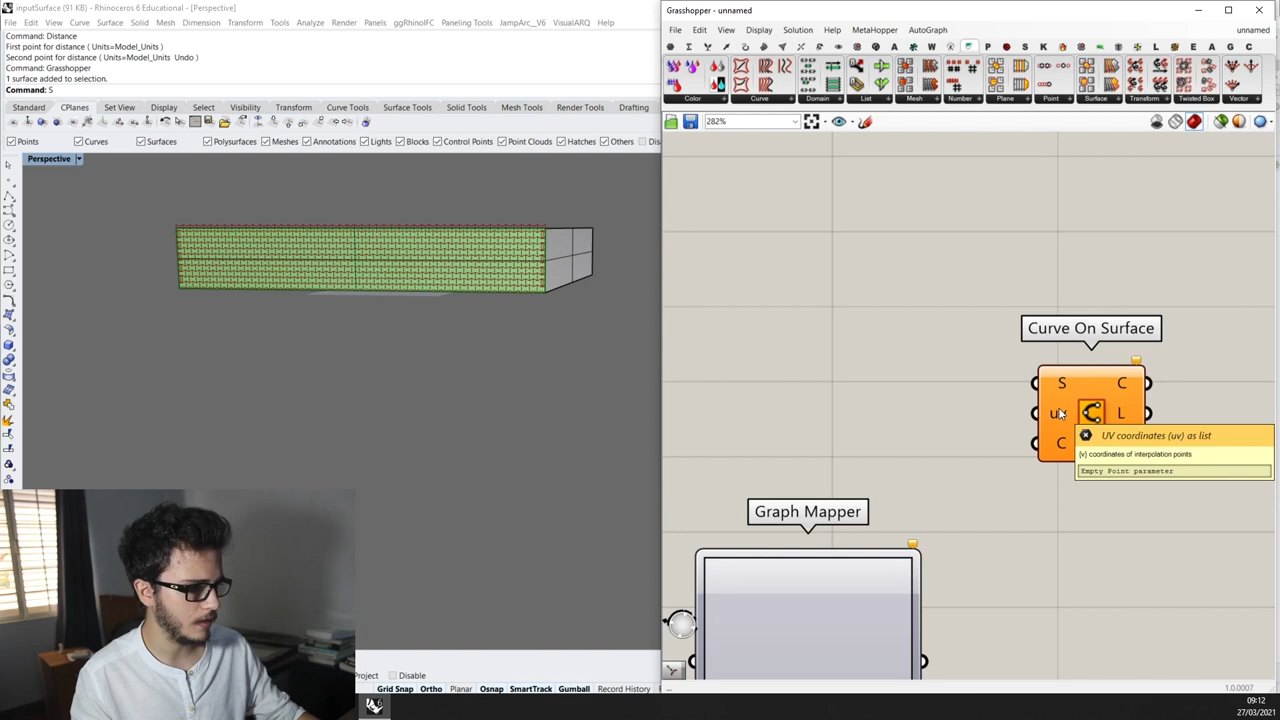 inputSurface (91 KB) - Rhinoceros 6 Educational - [Perspective]
File Edit View Curve Surface Solid Mesh Dimension Transform Tools Analyze Render Panels ggRhinoIFC Paneling Tools JampArc_V6 VisualARQ Help
Command: Distance
First point for distance ( Units=Model_Units )
Second point for distance ( Units=Model_Units Undo )
Command: Grasshopper
1 surface added to selection.
Command: S
Standard CPlanes Set View Display Select Visibility Transform Curve Tools Surface Tools Solid Tools Mesh Tools Render Tools Drafting
Points Curves Surfaces Polysurfaces Meshes Annotations Lights Blocks Control Points Point Clouds Hatches Others
Perspective
Project Disable
Grid Snap Ortho Planar Osnap SmartTrack Gumball Record History
Grasshopper - unnamed
File Edit View Display Solution Help MetaHopper AutoGraph unnamed
P S K L E A G C
Color Curve Domain List Mesh Number Plane Point Surface Transform Twisted Box Vector
282%
Curve On Surface
S C
uv L
C
UV coordinates (uv) as list
{v} coordinates of interpolation points
Empty Point parameter
Graph Mapper
1.0.0007
09:12
27/03/2021